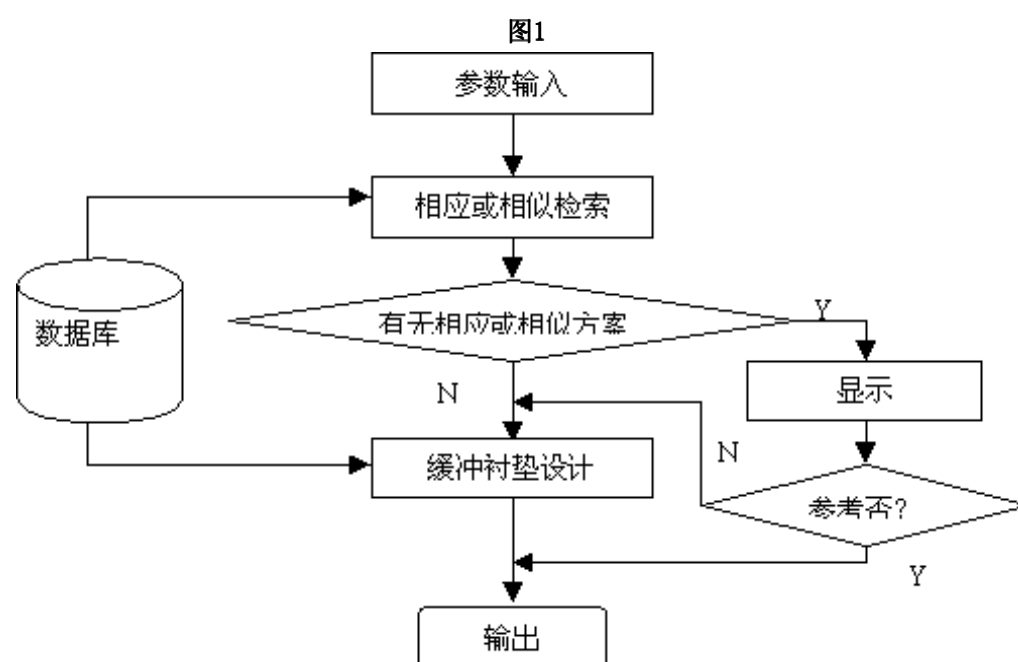 图1
参数输入
相应或相似检索
数据库
有无相应或相似方案
Y
N
显示
N
缓冲衬垫设计
参考否?
Y
输出